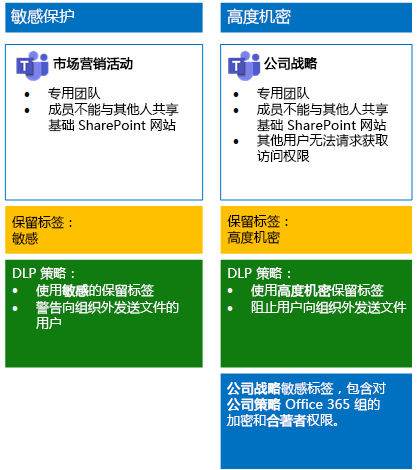 敏感保护
市场营销活动
• 专用团队
• 成员不能与其他人共享
基础 SharePoint 网站
保留标签：
敏感
DLP 策略：
• 使用敏感的保留标签
• 警告向组织外发送文件的
用户
高度机密
公司战略
• 专用团队
• 成员不能与其他人共享
基础 SharePoint 网站
• 其他用户无法请求获取
访问权限
保留标签：
高度机密
DLP 策略：
• 使用高度机密保留标签
• 阻止用户向组织外发送文件
公司战略敏感标签，包含对
公司策略 Office 365 组的
加密和合著者权限。